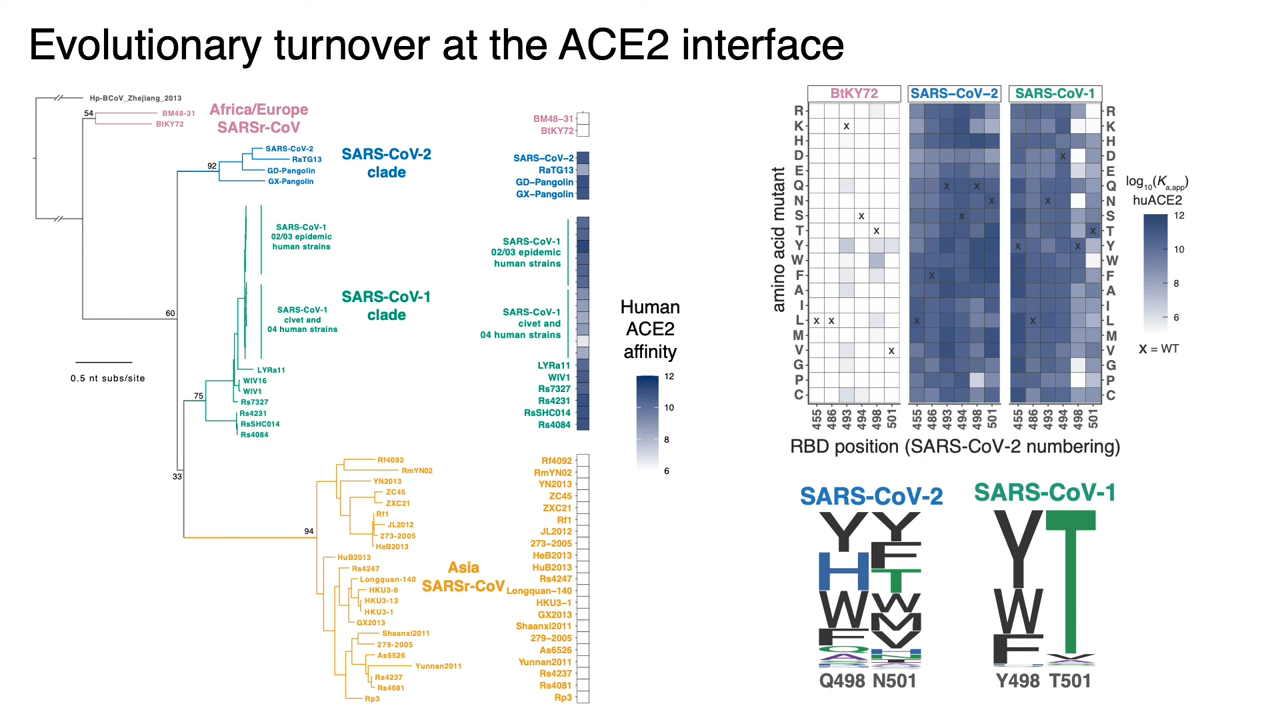 Evolutionary turnover at the ACE2 interface
Hp-BCoV_Zhejiang_2013
54
BM48-31
BtKY72
Africa/Europe
SARSr-CoV
92
SARS-CoV-2
RaTG13
GD-Pangolin
GX-Pangolin
SARS-CoV-2
clade
SARS-CoV-1
02/03 epidemic
human strains
SARS-CoV-1
civet and
04 human strains
SARS-CoV-1
clade
60
0.5 nt subs/site
75
LYRa11
WIV16
WIV1
Rs7327
Rs4231
RsSHC014
Rs4084
33
94
Rf4092
RmYN02
YN2013
ZC45
ZXC21
Rf1
JL2012
273-2005
HeB2013
HuB2013
Rs4247
Longquan-140
HKU3-8
HKU3-13
HKU3-1
GX2013
Shaanxi2011
279-2005
As6526
Yunnan2011
Rs4237
Rs4081
Rp3
Asia
SARSr-CoV
BM48–31
BtKY72
SARS–CoV–2
RaTG13
GD–Pangolin
GX–Pangolin
SARS-CoV-1
02/03 epidemic
human strains
SARS-CoV-1
civet and
04 human strains
LYRa11
WIV1
Rs7327
Rs4231
RsSHC014
Rs4084
Rf4092
RmYN02
YN2013
ZC45
ZXC21
Rf1
JL2012
273–2005
HeB2013
HuB2013
Rs4247
Longquan–140
HKU3–1
GX2013
Shaanxi2011
279–2005
As6526
Yunnan2011
Rs4237
Rs4081
Rp3
Human
ACE2
affinity
12
10
8
6
BtKY72
SARS–CoV–2
SARS-CoV-1
amino acid mutant
R R
K x K
H H
D x D
E E
Q x x Q
N x x N
S x x S
T x x T
Y x x Y
W W
F x F
A A
I I
L x x x x L
M M
V x V
G G
P P
C C
455 486 493 494 498 501 455 486 493 494 498 501 455 486 493 494 498 501
RBD position (SARS-CoV-2 numbering)
log10(Ka,app)
huACE2
12
10
8
6
X = WT
SARS-CoV-2
SARS-CoV-1
Y Y Y T
H F
T
W W W
F M F
V
Q498 N501 Y498 T501